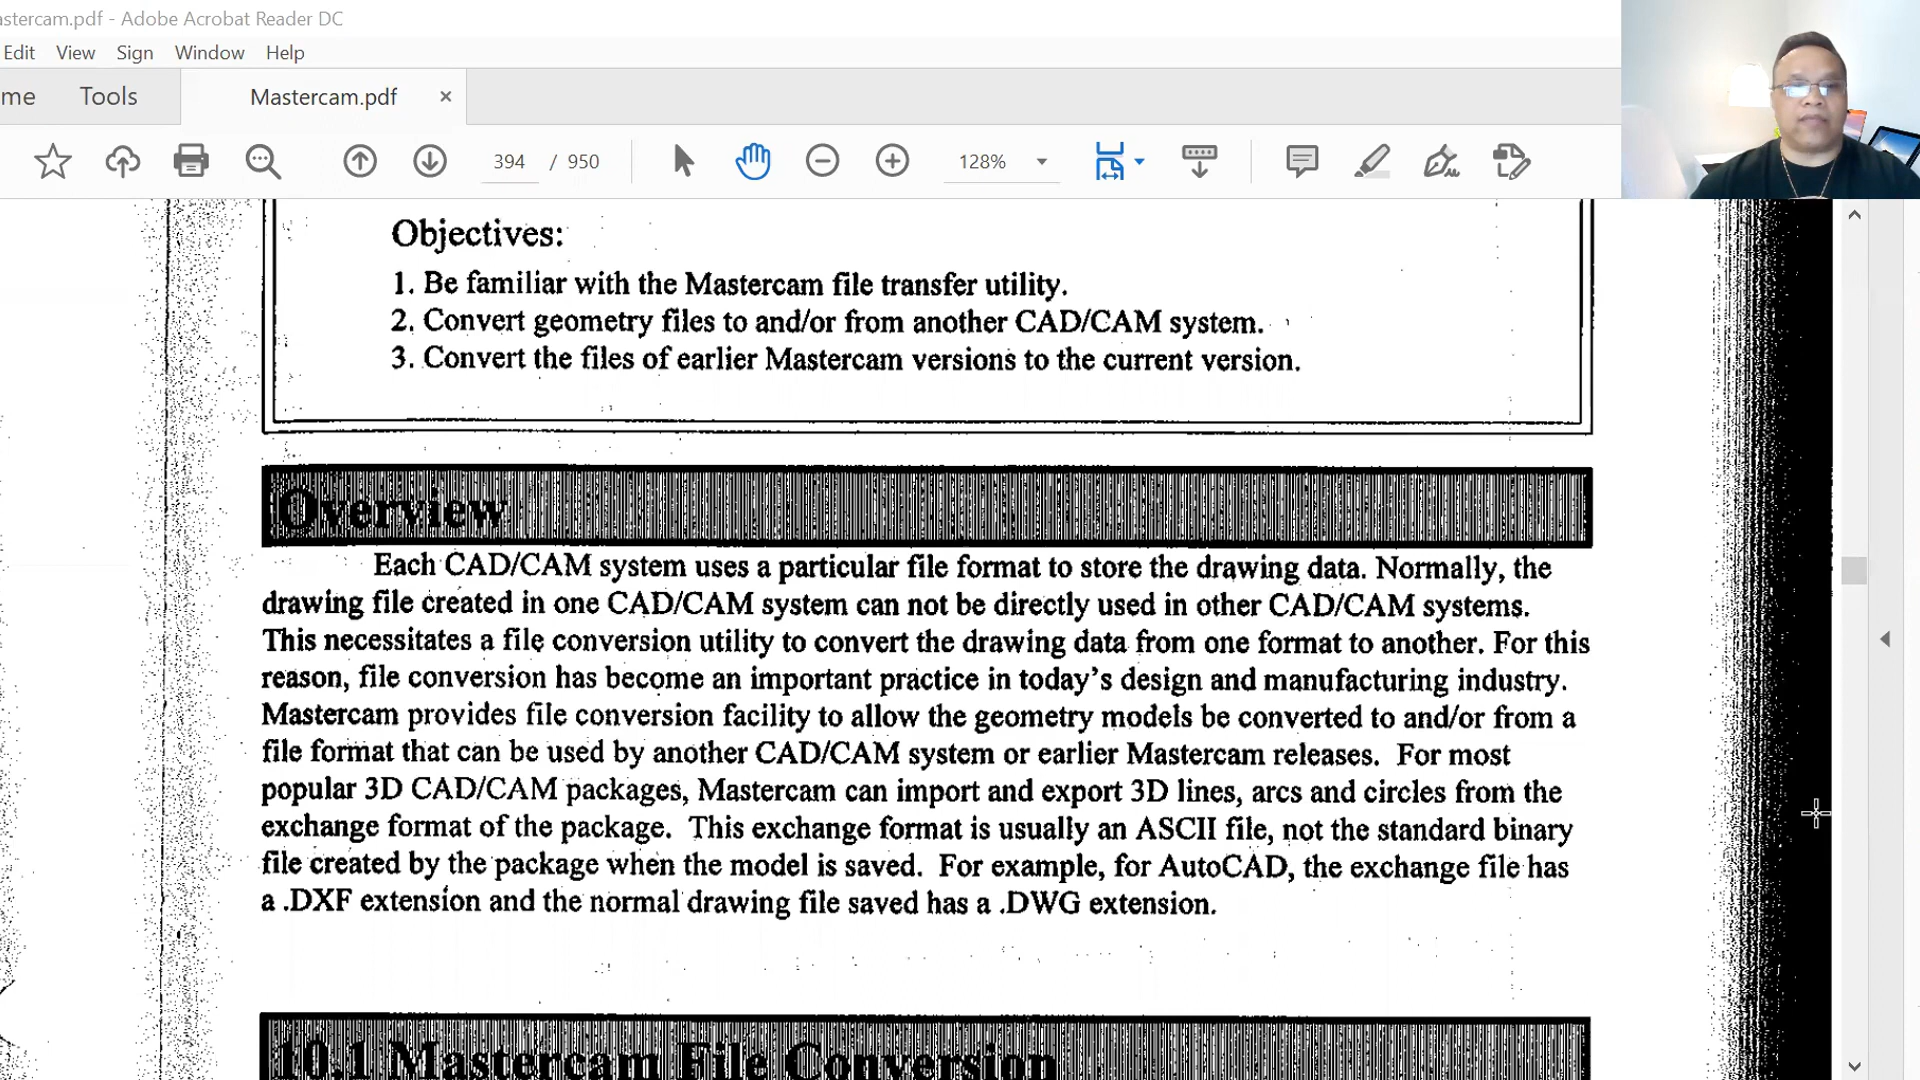 astercam.pdf - Adobe Acrobat Reader DC
Edit View Sign Window Help
me Tools Mastercam.pdf ×
394 / 950 128%
Objectives:
1. Be familiar with the Mastercam file transfer utility.
2. Convert geometry files to and/or from another CAD/CAM system.
3. Convert the files of earlier Mastercam versions to the current version.
Overview
Each CAD/CAM system uses a particular file format to store the drawing data. Normally, the
drawing file created in one CAD/CAM system can not be directly used in other CAD/CAM systems.
This necessitates a file conversion utility to convert the drawing data from one format to another. For this
reason, file conversion has become an important practice in today's design and manufacturing industry.
Mastercam provides file conversion facility to allow the geometry models be converted to and/or from a
file format that can be used by another CAD/CAM system or earlier Mastercam releases. For most
popular 3D CAD/CAM packages, Mastercam can import and export 3D lines, arcs and circles from the
exchange format of the package. This exchange format is usually an ASCII file, not the standard binary
file created by the package when the model is saved. For example, for AutoCAD, the exchange file has
a .DXF extension and the normal drawing file saved has a .DWG extension.
10.1 Mastercam File Conversion